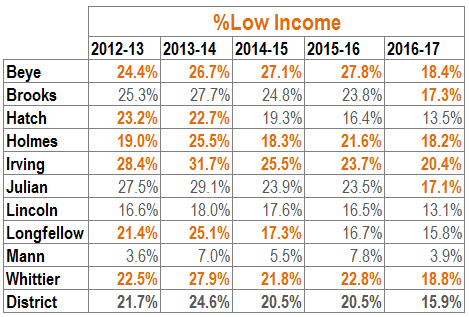 %Low Income
2012-13 2013-14 2014-15 2015-16 2016-17
Beye 24.4% 26.7% 27.1% 27.8% 18.4%
Brooks 25.3% 27.7% 24.8% 23.8% 17.3%
Hatch 23.2% 22.7% 19.3% 16.4% 13.5%
Holmes 19.0% 25.5% 18.3% 21.6% 18.2%
Irving 28.4% 31.7% 25.5% 23.7% 20.4%
Julian 27.5% 29.1% 23.9% 23.5% 17.1%
Lincoln 16.6% 18.0% 17.6% 16.5% 13.1%
Longfellow 21.4% 25.1% 17.3% 16.7% 15.8%
Mann 3.6% 7.0% 5.5% 7.8% 3.9%
Whittier 22.5% 27.9% 21.8% 22.8% 18.8%
District 21.7% 24.6% 20.5% 20.5% 15.9%